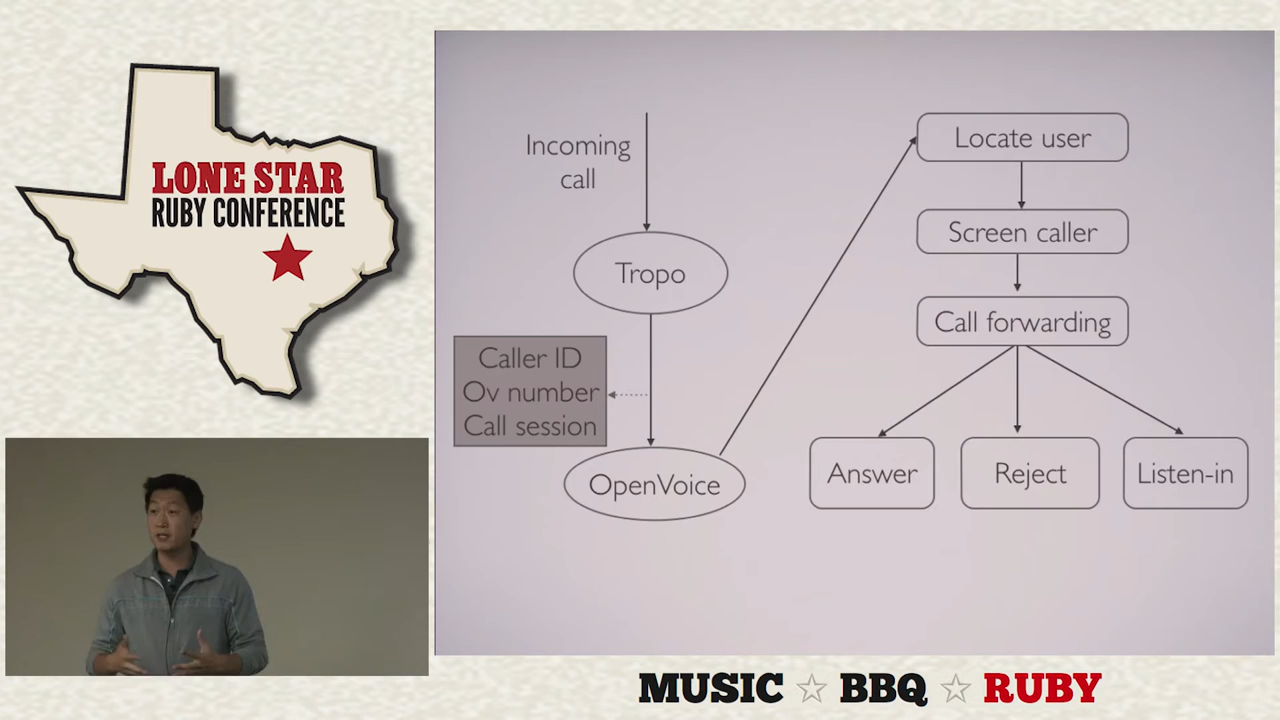 LONE STAR
RUBY CONFERENCE
Incoming
call
Tropo
Caller ID
Ov number
Call session
OpenVoice
Locate user
Screen caller
Call forwarding
Answer
Reject
Listen-in
MUSIC ☆ BBQ ☆ RUBY